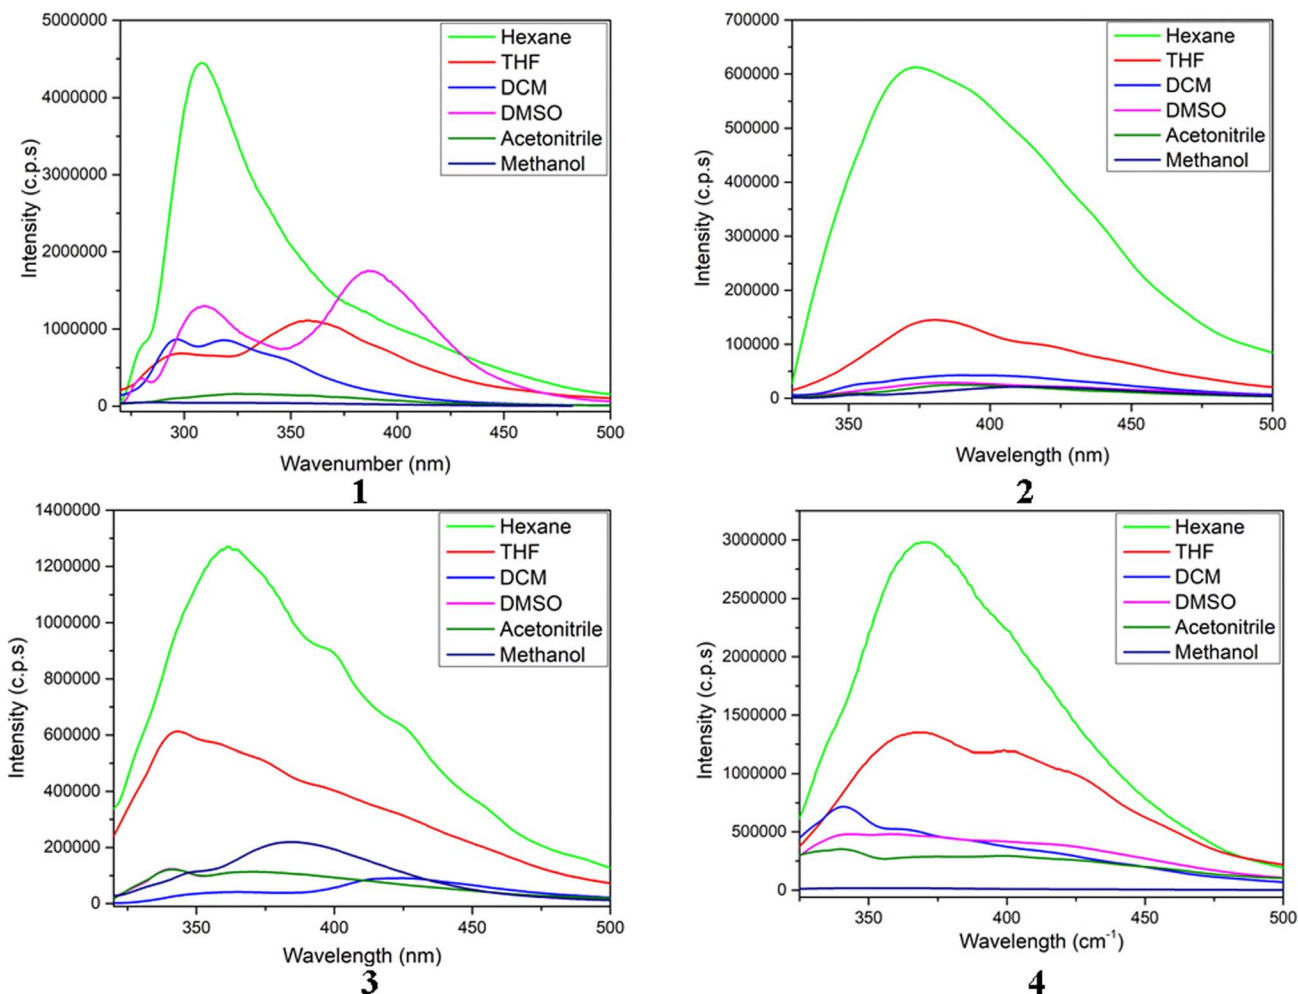 5000000
4000000
3000000
2000000
1000000
0
Intensity (c.p.s)
Hexane
THF
DCM
DMSO
Acetonitrile
Methanol
300 350 400 450 500
Wavenumber (nm)
1
700000
600000
500000
400000
300000
200000
100000
0
Intensity (c.p.s)
Hexane
THF
DCM
DMSO
Acetonitrile
Methanol
350 400 450 500
Wavelength (nm)
2
1400000
1200000
1000000
800000
600000
400000
200000
0
Intensity (c.p.s)
Hexane
THF
DCM
DMSO
Acetonitrile
Methanol
350 400 450 500
Wavelength (nm)
3
3000000
2500000
2000000
1500000
1000000
500000
0
Intensity (c.p.s)
Hexane
THF
DCM
DMSO
Acetonitrile
Methanol
350 400 450 500
Wavelength (cm⁻¹)
4